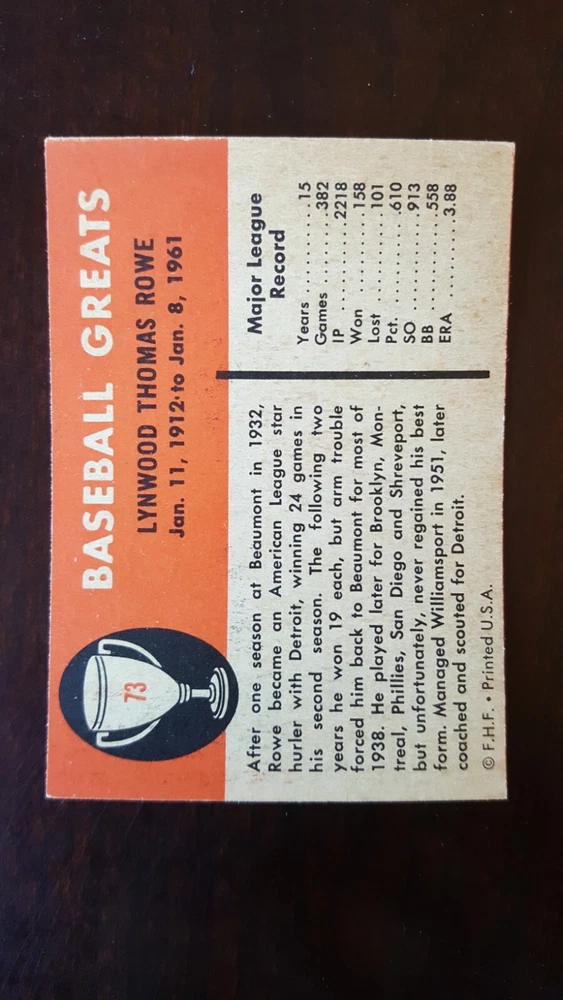 73
BASEBALL GREATS
LYNWOOD THOMAS ROWE
Jan. 11, 1912 to Jan. 8, 1961
After one season at Beaumont in 1932,
Rowe became an American League star
hurler with Detroit, winning 24 games in
his second season. The following two
years he won 19 each, but arm trouble
forced him back to Beaumont for most of
1938. He played later for Brooklyn, Mon-
treal, Phillies, San Diego and Shreveport,
but unfortunately, never regained his best
form. Managed Williamsport in 1951, later
coached and scouted for Detroit.
© F.H.F. • Printed U.S.A.
Major League
Record
Years ..........15
Games ........382
IP ..........2218
Won ..........158
Lost ..........101
Pct. ..........610
SO ..........913
BB ..........558
ERA ..........3.88